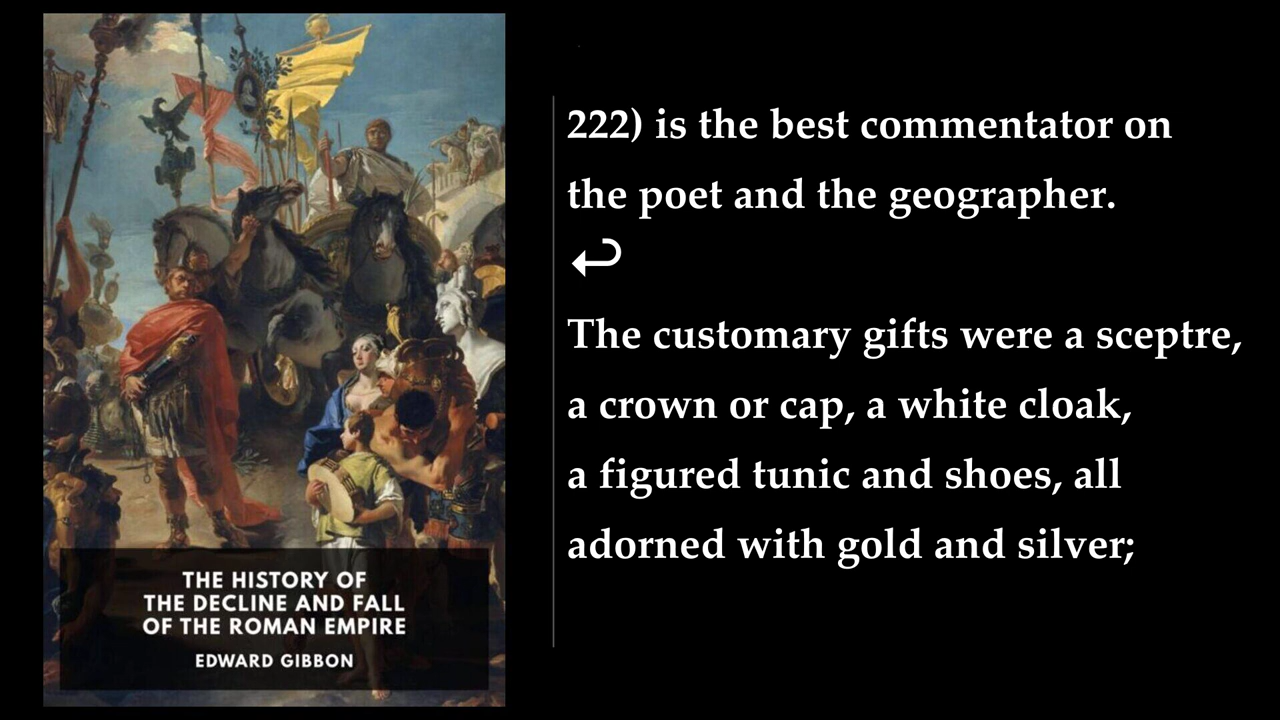 222) is the best commentator on
the poet and the geographer.
↩
The customary gifts were a sceptre,
a crown or cap, a white cloak,
a figured tunic and shoes, all
adorned with gold and silver;
THE HISTORY OF
THE DECLINE AND FALL
OF THE ROMAN EMPIRE
EDWARD GIBBON